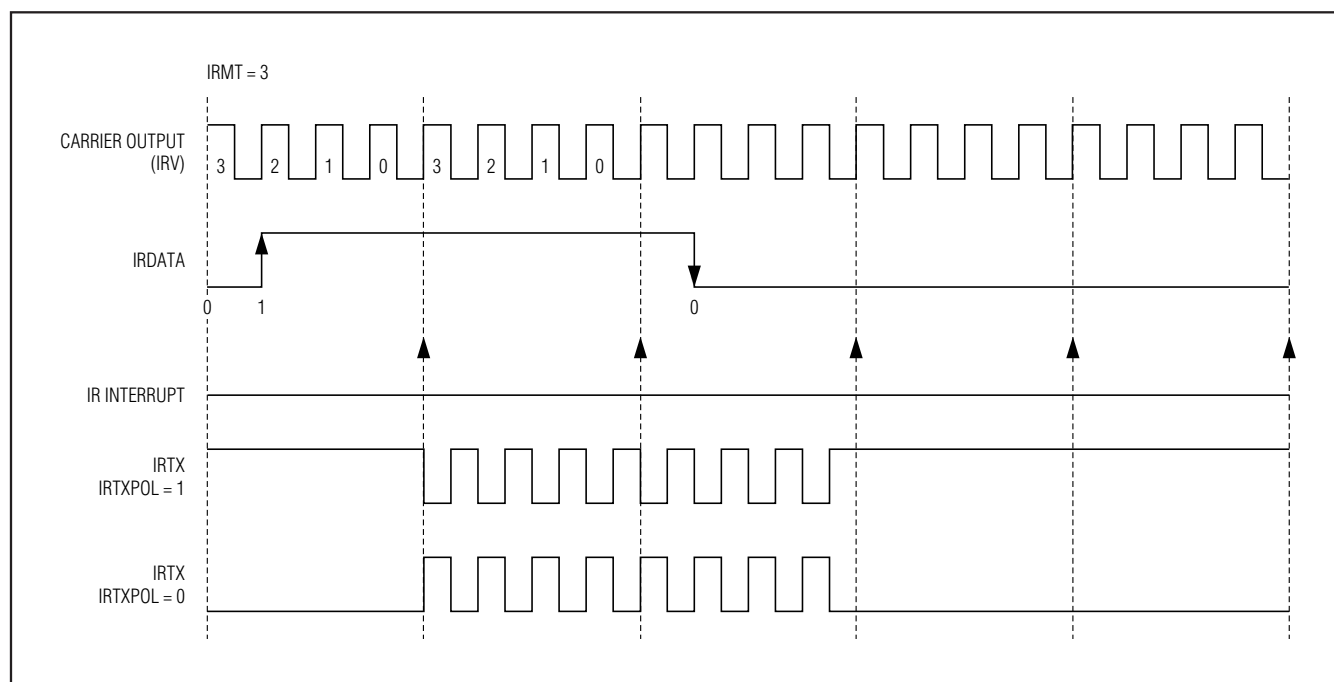 IRMT = 3
CARRIER OUTPUT
(IRV)
3 2 1 0 3 2 1 0
IRDATA
0 1 0
IR INTERRUPT
IRTX
IRTXPOL = 1
IRTX
IRTXPOL = 0